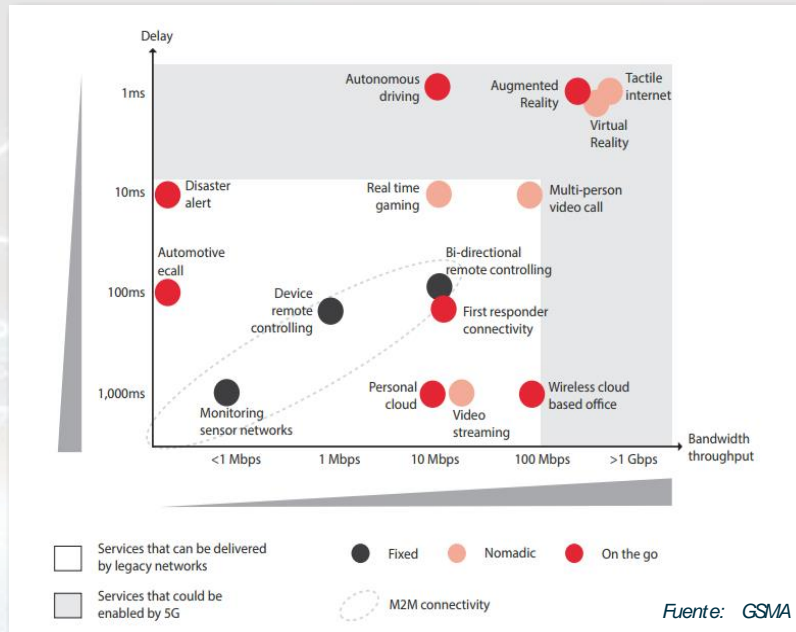 Delay
1ms
Autonomous
driving
Augmented
Reality
Tactile
internet
Virtual
Reality
10ms
Disaster
alert
Real time
gaming
Multi-person
video call
Automotive
ecall
Bi-directional
remote controlling
100ms
Device
remote
controlling
First responder
connectivity
1,000ms
Monitoring
sensor networks
Personal
cloud
Video
streaming
Wireless cloud
based office
Bandwidth
throughput
<1 Mbps
1 Mbps
10 Mbps
100 Mbps
>1 Gbps
Services that can be delivered
by legacy networks
Fixed
Nomadic
On the go
Services that could be
enabled by 5G
M2M connectivity
Fuente: GSMA